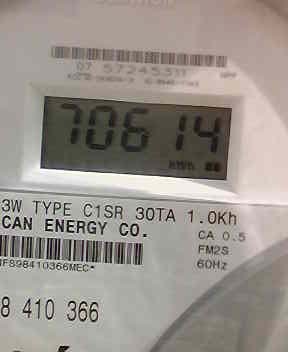 07 57245311
70614
kWh
3W TYPE C1SR 30TA 1.0Kh
CAN ENERGY CO.
CA 0.5
FM2S
60Hz
8 410 366